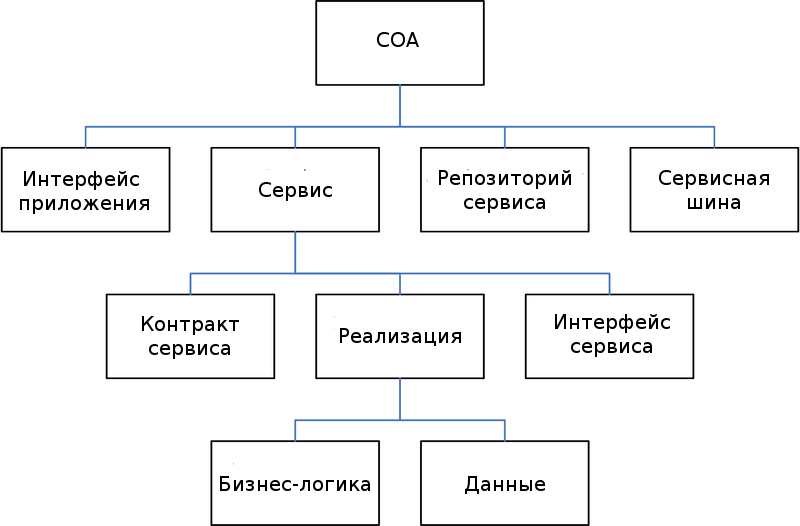 СОА
Интерфейс
приложения
Сервис
Репозиторий
сервиса
Сервисная
шина
Контракт
сервиса
Реализация
Интерфейс
сервиса
Бизнес-логика
Данные